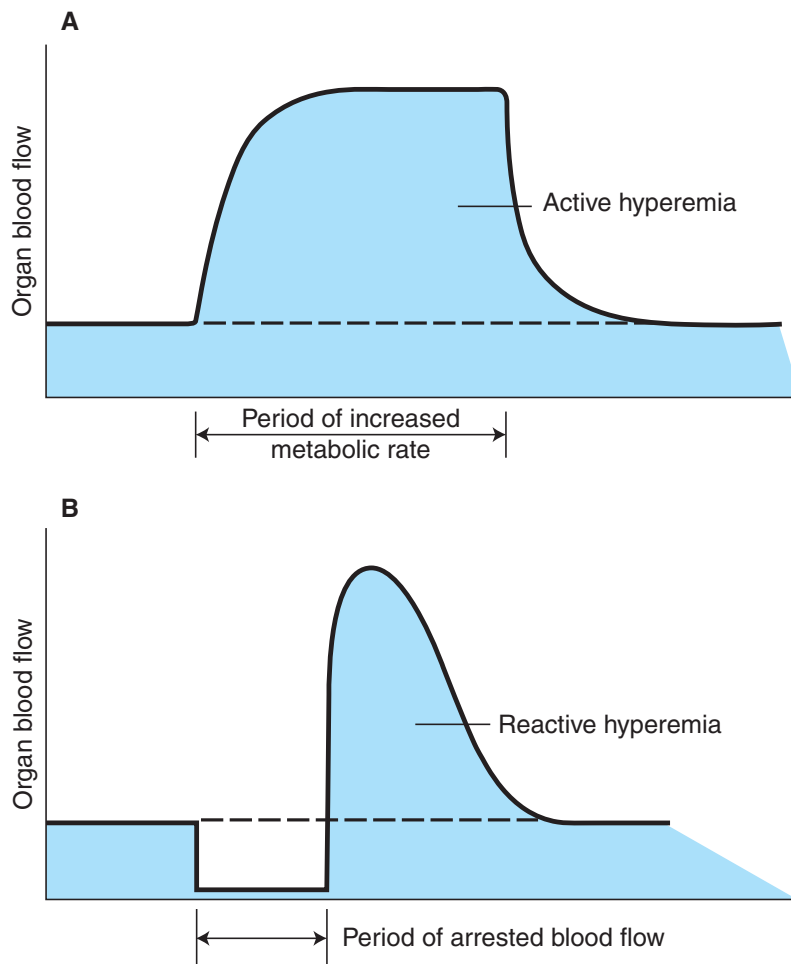 A
Organ blood flow
Active hyperemia
Period of increased
metabolic rate
B
Organ blood flow
Reactive hyperemia
Period of arrested blood flow